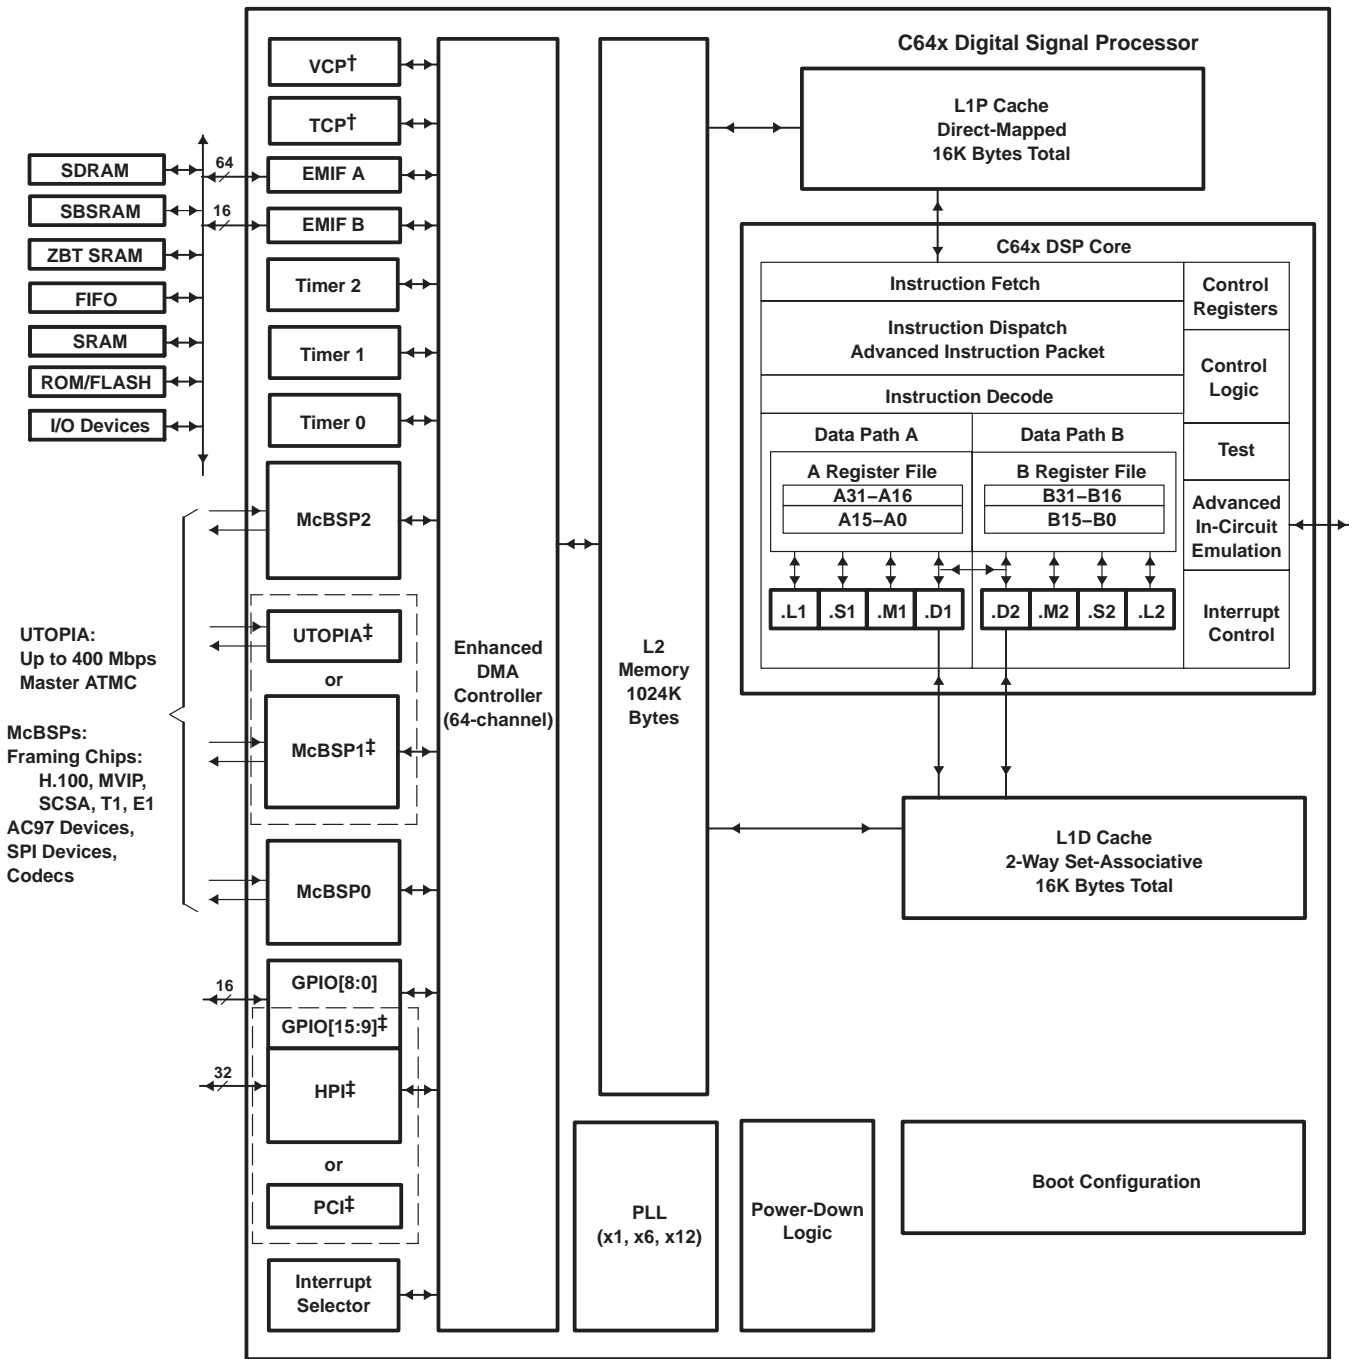 C64x Digital Signal Processor
VCP†
TCP†
EMIF A
EMIF B
Timer 2
Timer 1
Timer 0
McBSP2
UTOPIA‡
or
McBSP1‡
McBSP0
GPIO[8:0]
GPIO[15:9]‡
HPI‡
or
PCI‡
Interrupt
Selector
64
16
16
32
SDRAM
SBSRAM
ZBT SRAM
FIFO
SRAM
ROM/FLASH
I/O Devices
UTOPIA:
Up to 400 Mbps
Master ATMC
McBSPs:
Framing Chips:
H.100, MVIP,
SCSA, T1, E1
AC97 Devices,
SPI Devices,
Codecs
Enhanced
DMA
Controller
(64-channel)
L2
Memory
1024K
Bytes
L1P Cache
Direct-Mapped
16K Bytes Total
C64x DSP Core
Instruction Fetch
Instruction Dispatch
Advanced Instruction Packet
Instruction Decode
Data Path A
Data Path B
A Register File
A31–A16
A15–A0
B Register File
B31–B16
B15–B0
.L1
.S1
.M1
.D1
.D2
.M2
.S2
.L2
Control
Registers
Control
Logic
Test
Advanced
In-Circuit
Emulation
Interrupt
Control
L1D Cache
2-Way Set-Associative
16K Bytes Total
PLL
(x1, x6, x12)
Power-Down
Logic
Boot Configuration